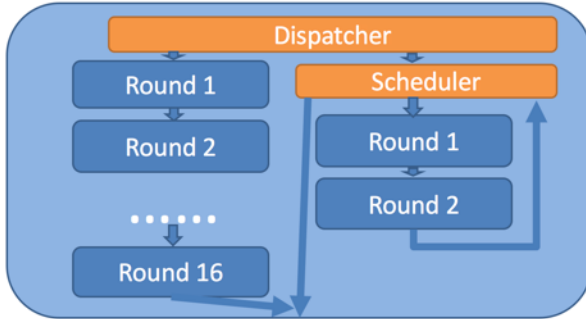 Dispatcher
Round 1
Round 2
......
Round 16
Scheduler
Round 1
Round 2